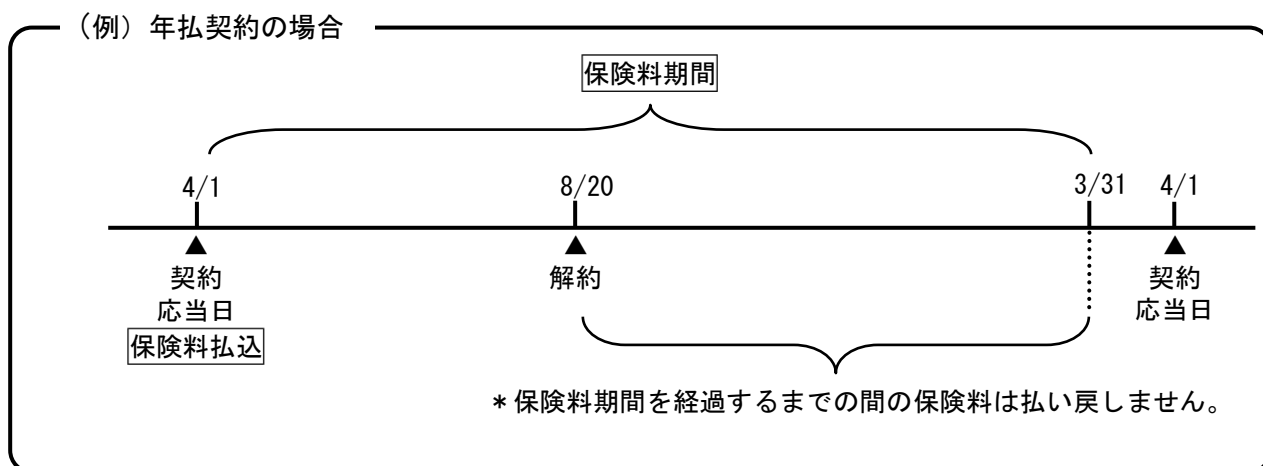 （例）年払契約の場合
保険料期間
4/1
8/20
3/31
4/1
▲
▲
▲
契約
応当日
保険料払込
解約
契約
応当日
＊保険料期間を経過するまでの間の保険料は払い戻しません。